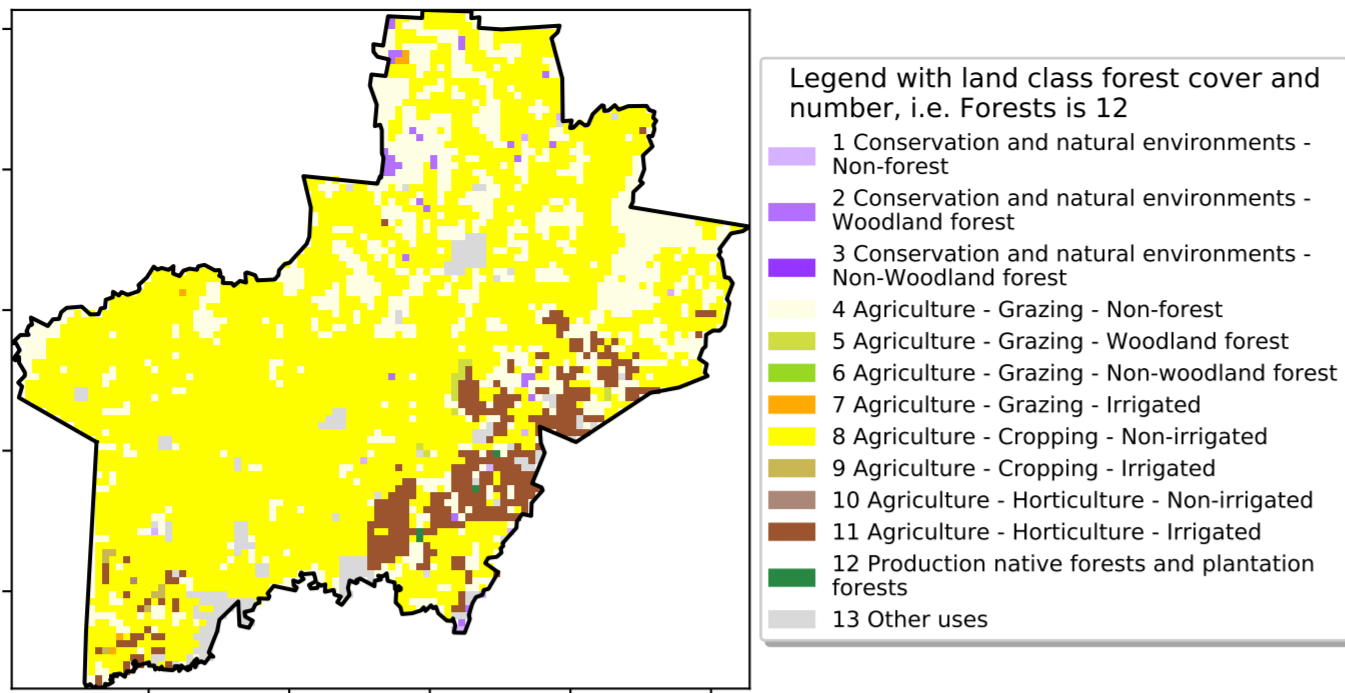 Legend with land class forest cover and
number, i.e. Forests is 12
1 Conservation and natural environments -
Non-forest
2 Conservation and natural environments -
Woodland forest
3 Conservation and natural environments -
Non-Woodland forest
4 Agriculture - Grazing - Non-forest
5 Agriculture - Grazing - Woodland forest
6 Agriculture - Grazing - Non-woodland forest
7 Agriculture - Grazing - Irrigated
8 Agriculture - Cropping - Non-irrigated
9 Agriculture - Cropping - Irrigated
10 Agriculture - Horticulture - Non-irrigated
11 Agriculture - Horticulture - Irrigated
12 Production native forests and plantation
forests
13 Other uses